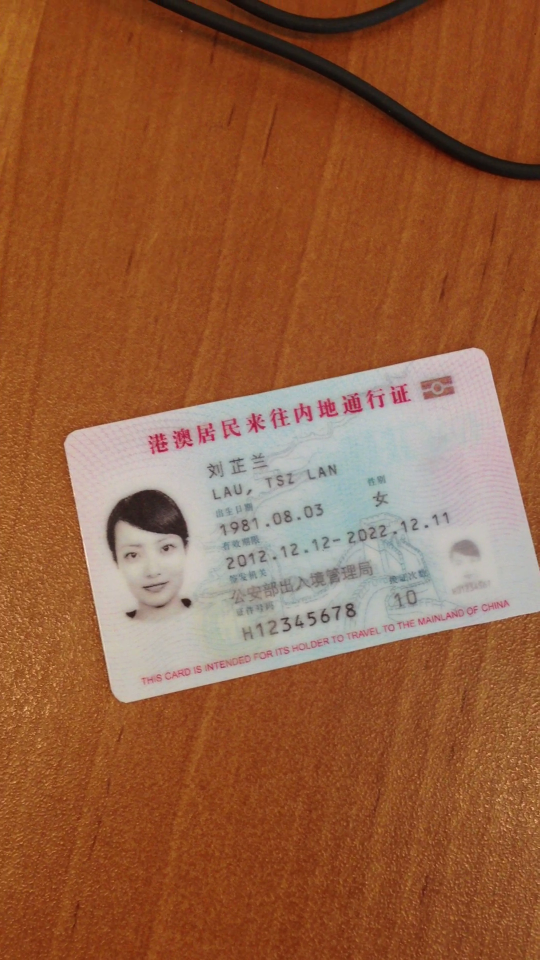 港澳居民来往内地通行证
刘芷兰
LAU, TSZ LAN
出生日期 性别
1981.08.03 女
有效期限
2012.12.12-2022.12.11
签发机关 换证次数
公安部出入境管理局 10
证件号码
H12345678
THIS CARD IS INTENDED FOR ITS HOLDER TO TRAVEL TO THE MAINLAND OF CHINA